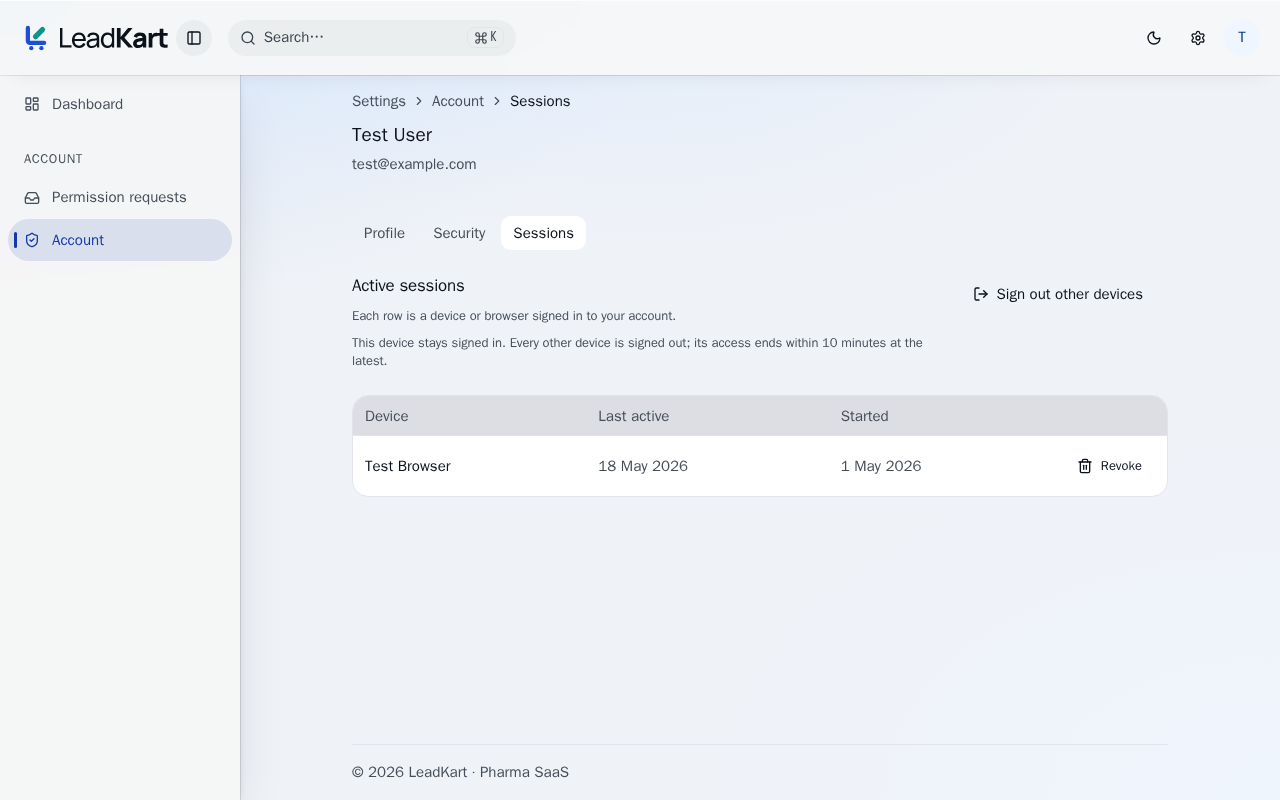 LeadKart
Search⋯
⌘ K
T
Dashboard
ACCOUNT
Permission requests
Account
Settings > Account > Sessions
Test User
test@example.com
Profile Security Sessions
Active sessions
Sign out other devices
Each row is a device or browser signed in to your account.
This device stays signed in. Every other device is signed out; its access ends within 10 minutes at the
latest.
Device Last active Started
Test Browser 18 May 2026 1 May 2026 Revoke
© 2026 LeadKart · Pharma SaaS